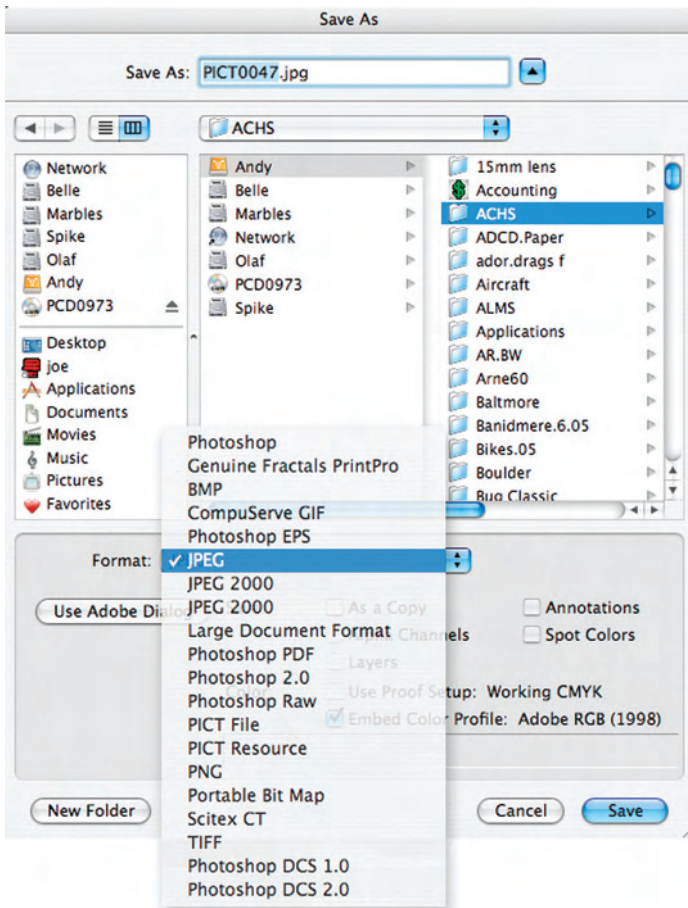 Save As
Save As: PICT0047.jpg
ACHS
Network
Belle
Marbles
Spike
Olaf
Andy
PCD0973
Desktop
joe
Applications
Documents
Movies
Music
Pictures
Favorites
Andy
Belle
Marbles
Network
Olaf
PCD0973
Spike
15mm lens
Accounting
ACHS
ADCD.Paper
ador.drags f
Aircraft
ALMS
Applications
AR.BW
Arne60
Baltmore
Banidmere.6.05
Bikes.05
Boulder
Bug Classic
Format:
Photoshop
Genuine Fractals PrintPro
BMP
CompuServe GIF
Photoshop EPS
JPEG
JPEG 2000
JPEG 2000
Large Document Format
Photoshop PDF
Photoshop 2.0
Photoshop Raw
PICT File
PICT Resource
PNG
Portable Bit Map
Scitex CT
TIFF
Photoshop DCS 1.0
Photoshop DCS 2.0
Use Adobe
As a Copy
Annotations
Channels
Spot Colors
Layers
Color:
Use Proof Setup: Working CMYK
Embed Color Profile: Adobe RGB (1998)
New Folder
Cancel
Save